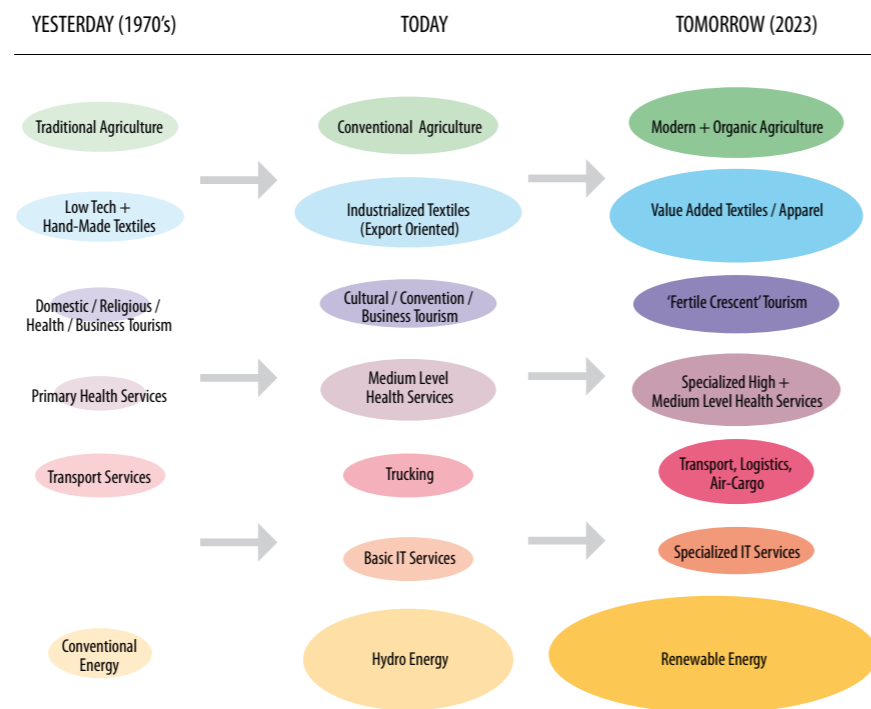 YESTERDAY (1970's)
TODAY
TOMORROW (2023)
Traditional Agriculture
Conventional Agriculture
Modern + Organic Agriculture
Low Tech +
Hand-Made Textiles
Industrialized Textiles
(Export Oriented)
Value Added Textiles / Apparel
Domestic / Religious /
Health / Business Tourism
Cultural / Convention /
Business Tourism
'Fertile Crescent' Tourism
Primary Health Services
Medium Level
Health Services
Specialized High +
Medium Level Health Services
Transport Services
Trucking
Transport, Logistics,
Air-Cargo
Basic IT Services
Specialized IT Services
Conventional
Energy
Hydro Energy
Renewable Energy